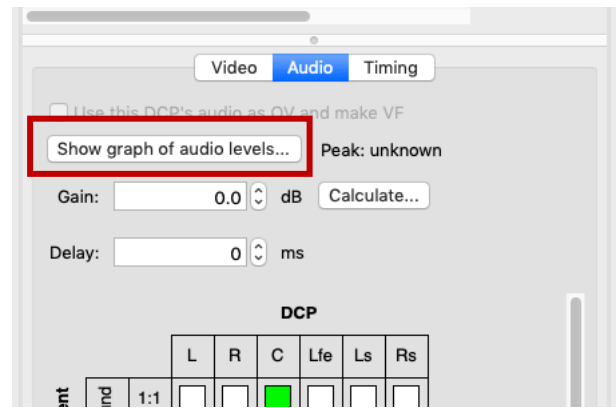 Video Audio Timing
Use this DCP's audio as OV and make VF
Show graph of audio levels... Peak: unknown
Gain: 0.0 dB Calculate...
Delay: 0 ms
DCP
L R C Lfe Ls Rs
1:1